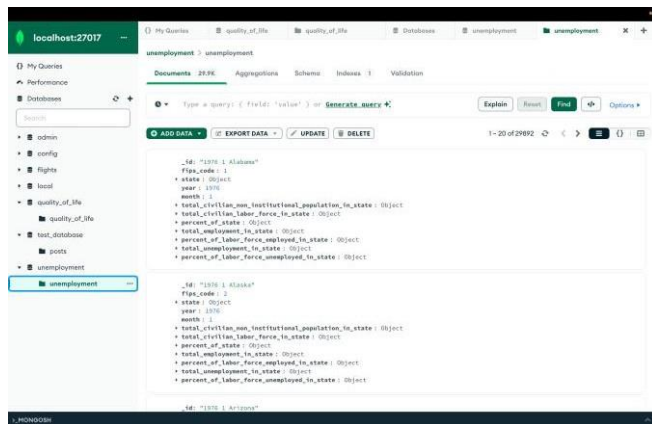 localhost:27017 ...
My Queries
Performance
Databases
Search
admin
config
flights
local
quality_of_life
quality_of_life
test_database
posts
unemployment
unemployment
>_MONGOSH
{} My Queries quality_of_life quality_of_life Databases unemployment unemployment
unemployment > unemployment
Documents 29.9K Aggregations Schema Indexes 1 Validation
Type a query: { field: 'value' } or Generate query
Explain Reset Find </> Options
ADD DATA EXPORT DATA UPDATE DELETE
1 – 20 of 29892
_id: "1976 1 Alabama"
fips_code : 1
state : Object
year : 1976
month : 1
total_civilian_non_institutional_population_in_state : Object
total_civilian_labor_force_in_state : Object
percent_of_state : Object
total_employment_in_state : Object
percent_of_labor_force_employed_in_state : Object
total_unemployment_in_state : Object
percent_of_labor_force_unemployed_in_state : Object
_id: "1976 1 Alaska"
fips_code : 2
state : Object
year : 1976
month : 1
total_civilian_non_institutional_population_in_state : Object
total_civilian_labor_force_in_state : Object
percent_of_state : Object
total_employment_in_state : Object
percent_of_labor_force_employed_in_state : Object
total_unemployment_in_state : Object
percent_of_labor_force_unemployed_in_state : Object
_id: "1976 1 Arizona"